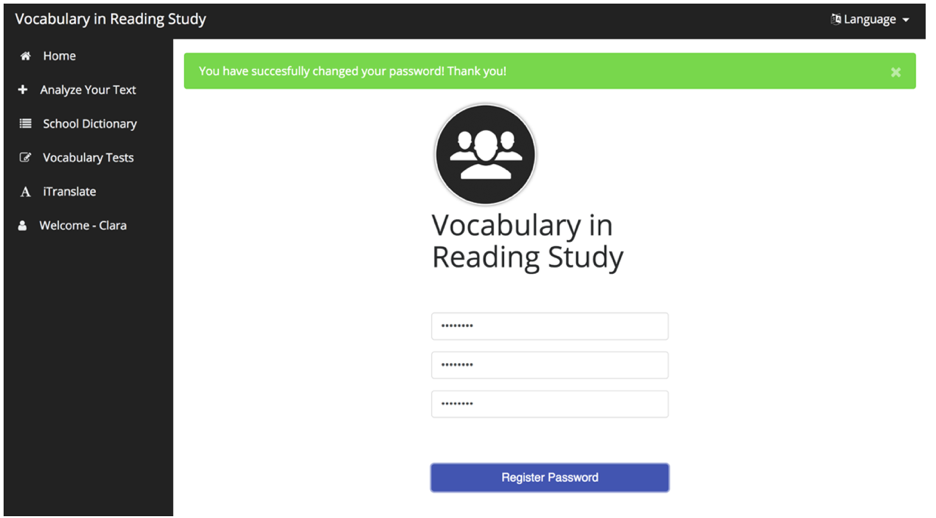 Vocabulary in Reading Study
Language
Home
Analyze Your Text
School Dictionary
Vocabulary Tests
iTranslate
Welcome - Clara
You have succesfully changed your password! Thank you!
Vocabulary in
Reading Study
••••••••
••••••••
••••••••
Register Password